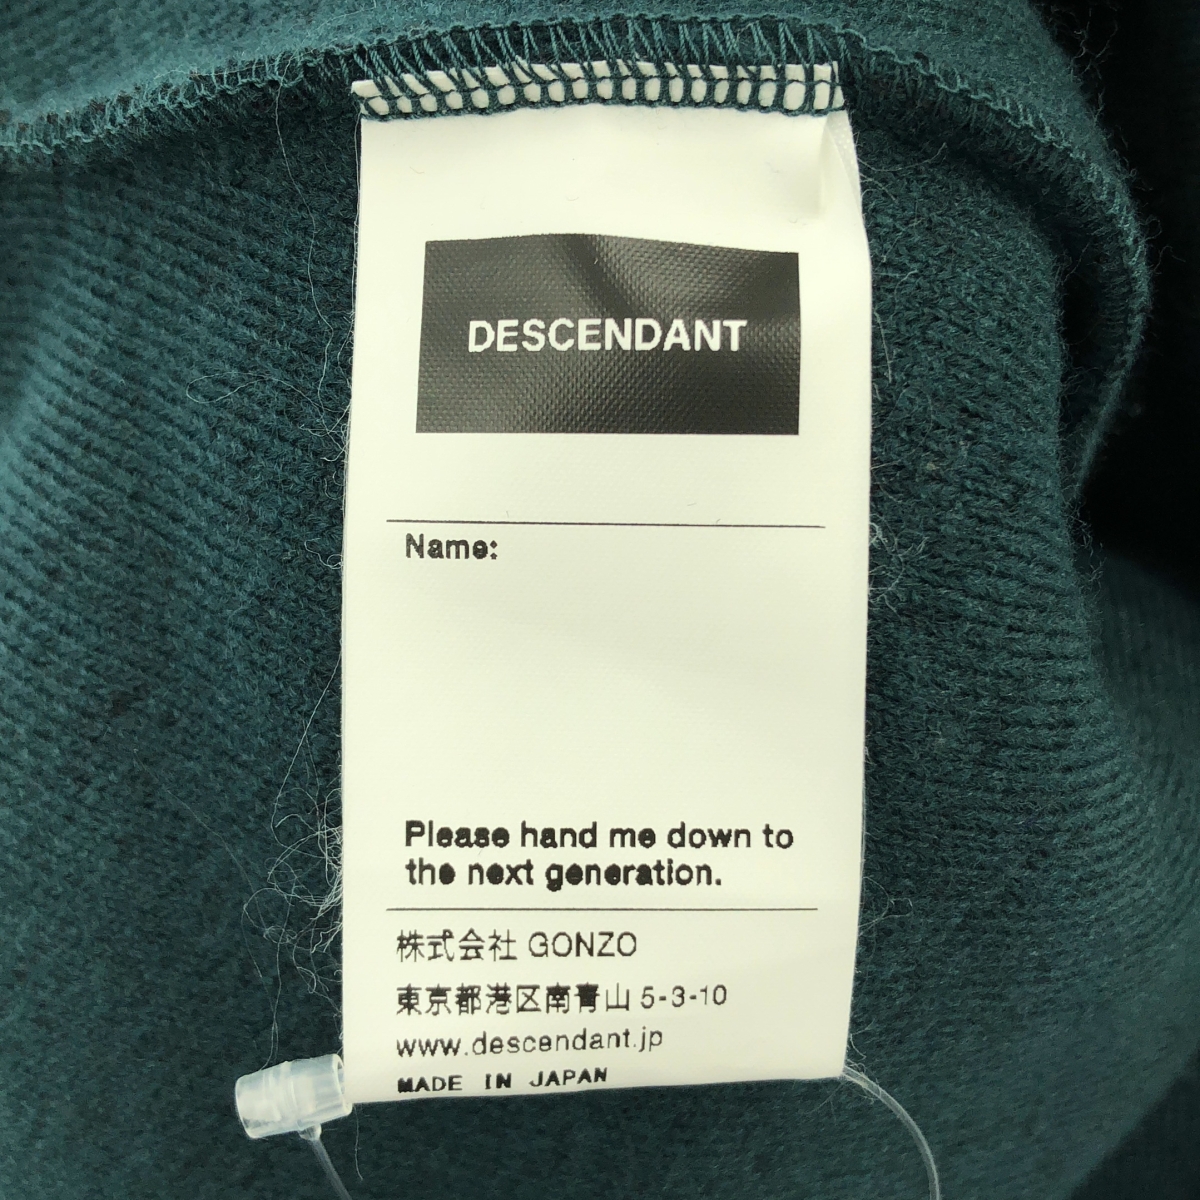 DESCENDANT
Name:
Please hand me down to
the next generation.
株式会社 GONZO
東京都港区南青山 5-3-10
www.descendant.jp
MADE IN JAPAN